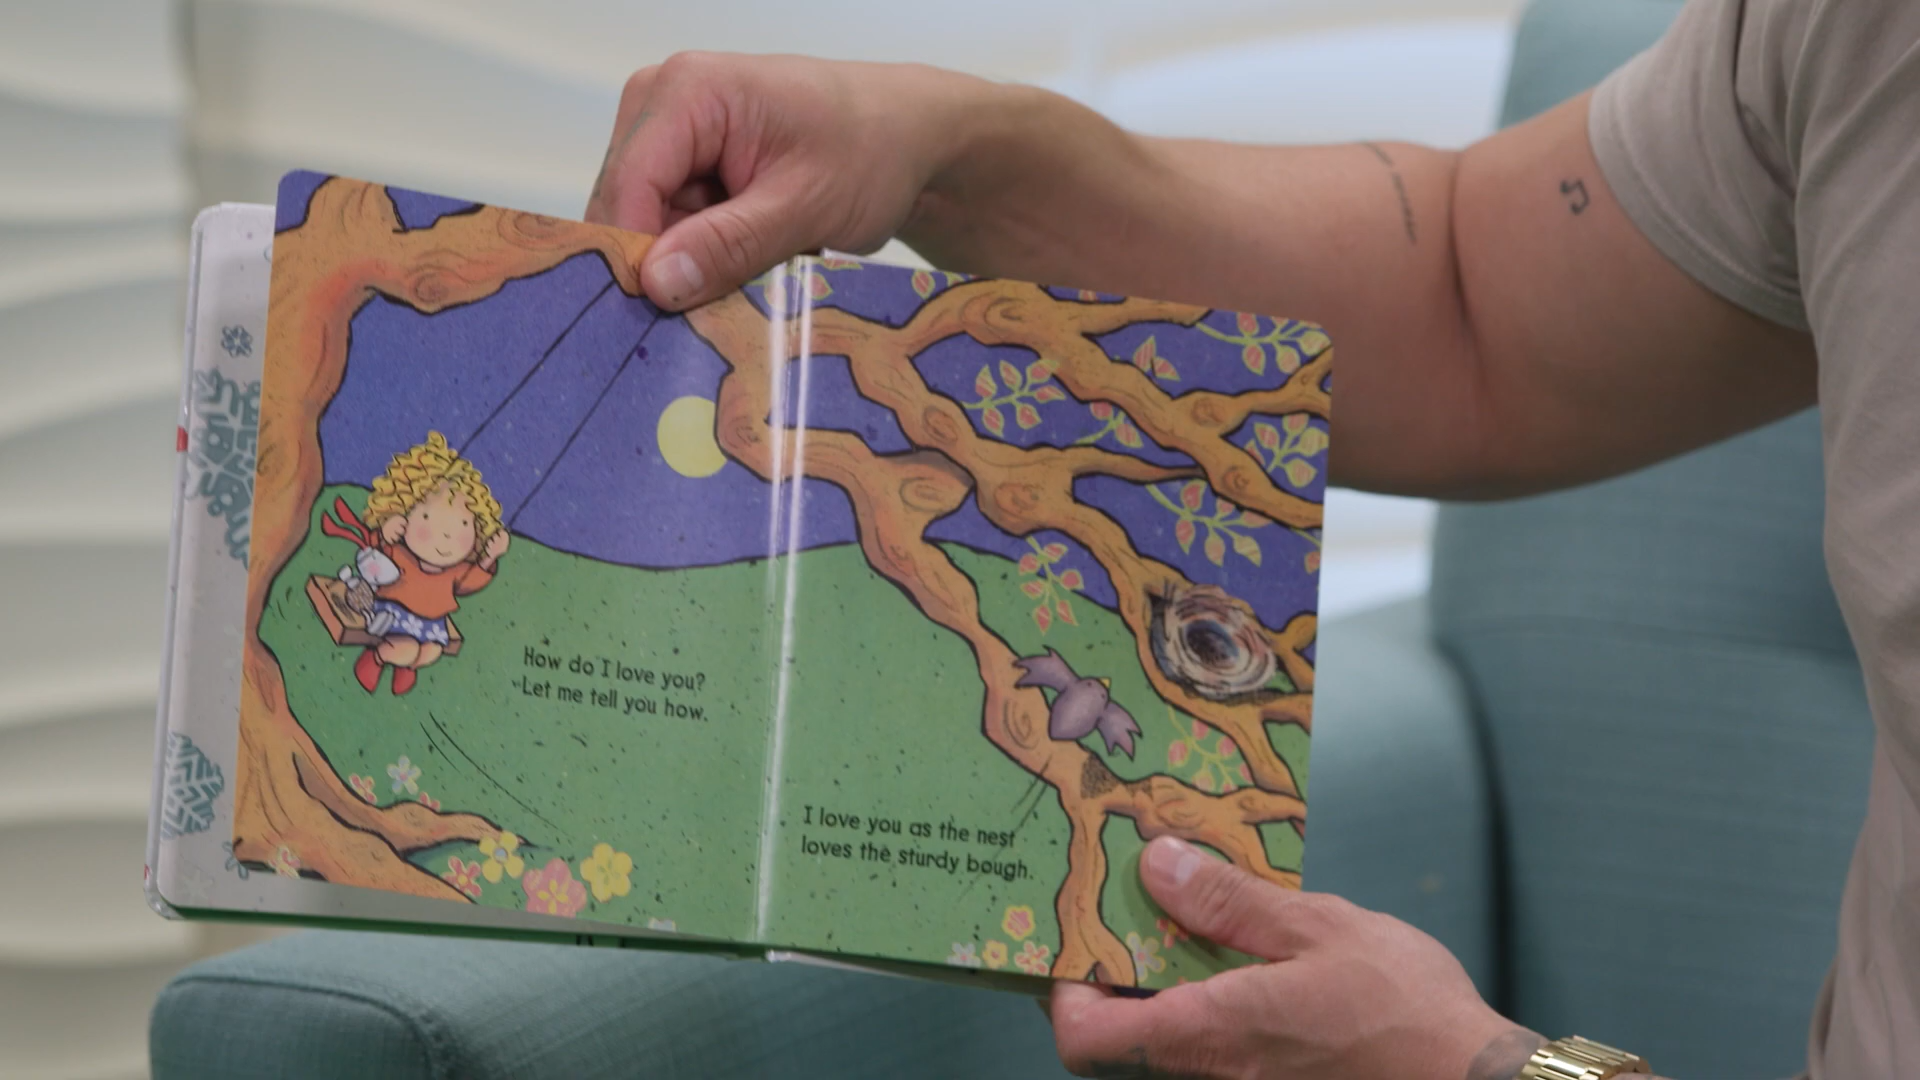 How do I love you?
Let me tell you how.
I love you as the nest
loves the sturdy bough.